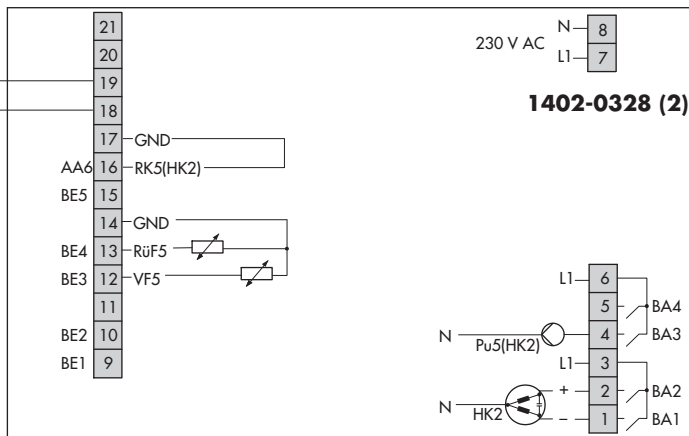 21
20
19
18
17 GND
AA6 16 RK5(HK2)
BE5 15
14 GND
BE4 13 RüF5
BE3 12 VF5
11
BE2 10
BE1 9
N 8
230 V AC
L1 7
1402-0328 (2)
L1 6
5 BA4
N Pu5(HK2) 4 BA3
L1 3
+ 2 BA2
N HK2
− 1 BA1